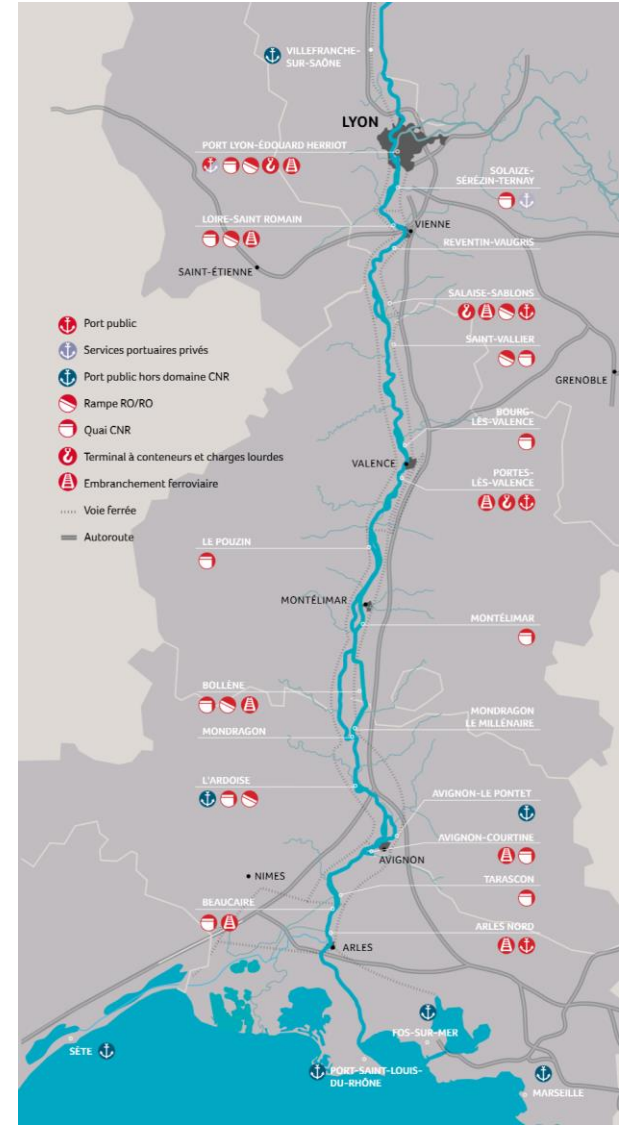 VILLEFRANCHE-
SUR-SAÔNE
LYON
PORT LYON-ÉDOUARD HERRIOT
SOLAIZE-
SÉRÉZIN-TERNAY
LOIRE-SAINT ROMAIN
VIENNE
REVENTIN-VAUGRIS
SAINT-ÉTIENNE
SALAISE-SABLONS
SAINT-VALLIER
GRENOBLE
Port public
Services portuaires privés
Port public hors domaine CNR
Rampe RO/RO
Quai CNR
Terminal à conteneurs et charges lourdes
Embranchement ferroviaire
Voie ferrée
Autoroute
BOURG-
LÈS-VALENCE
VALENCE
PORTES-
LÈS-VALENCE
LE POUZIN
MONTÉLIMAR
MONTÉLIMAR
BOLLÈNE
MONDRAGON
MONDRAGON
LE MILLÉNAIRE
L'ARDOISE
AVIGNON-LE PONTET
AVIGNON-COURTINE
AVIGNON
NIMES
TARASCON
BEAUCAIRE
ARLES NORD
ARLES
FOS-SUR-MER
SÈTE
PORT-SAINT-LOUIS-
DU-RHÔNE
MARSEILLE